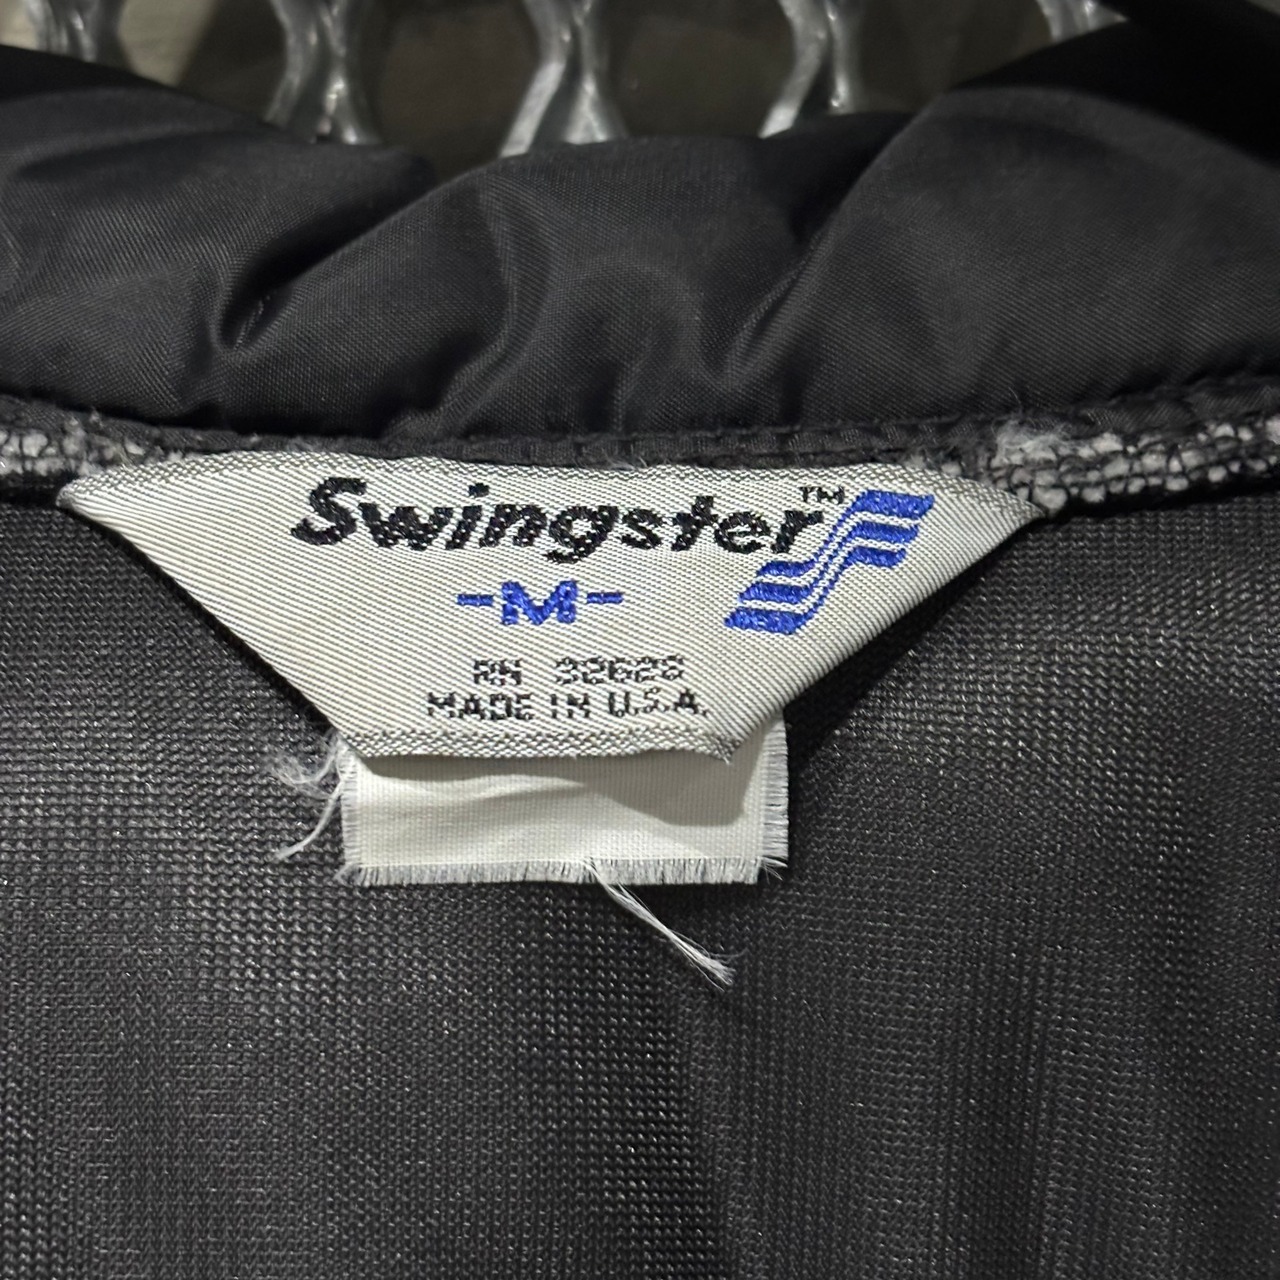 Swingster™
-M-
RN 32628
MADE IN U.S.A.